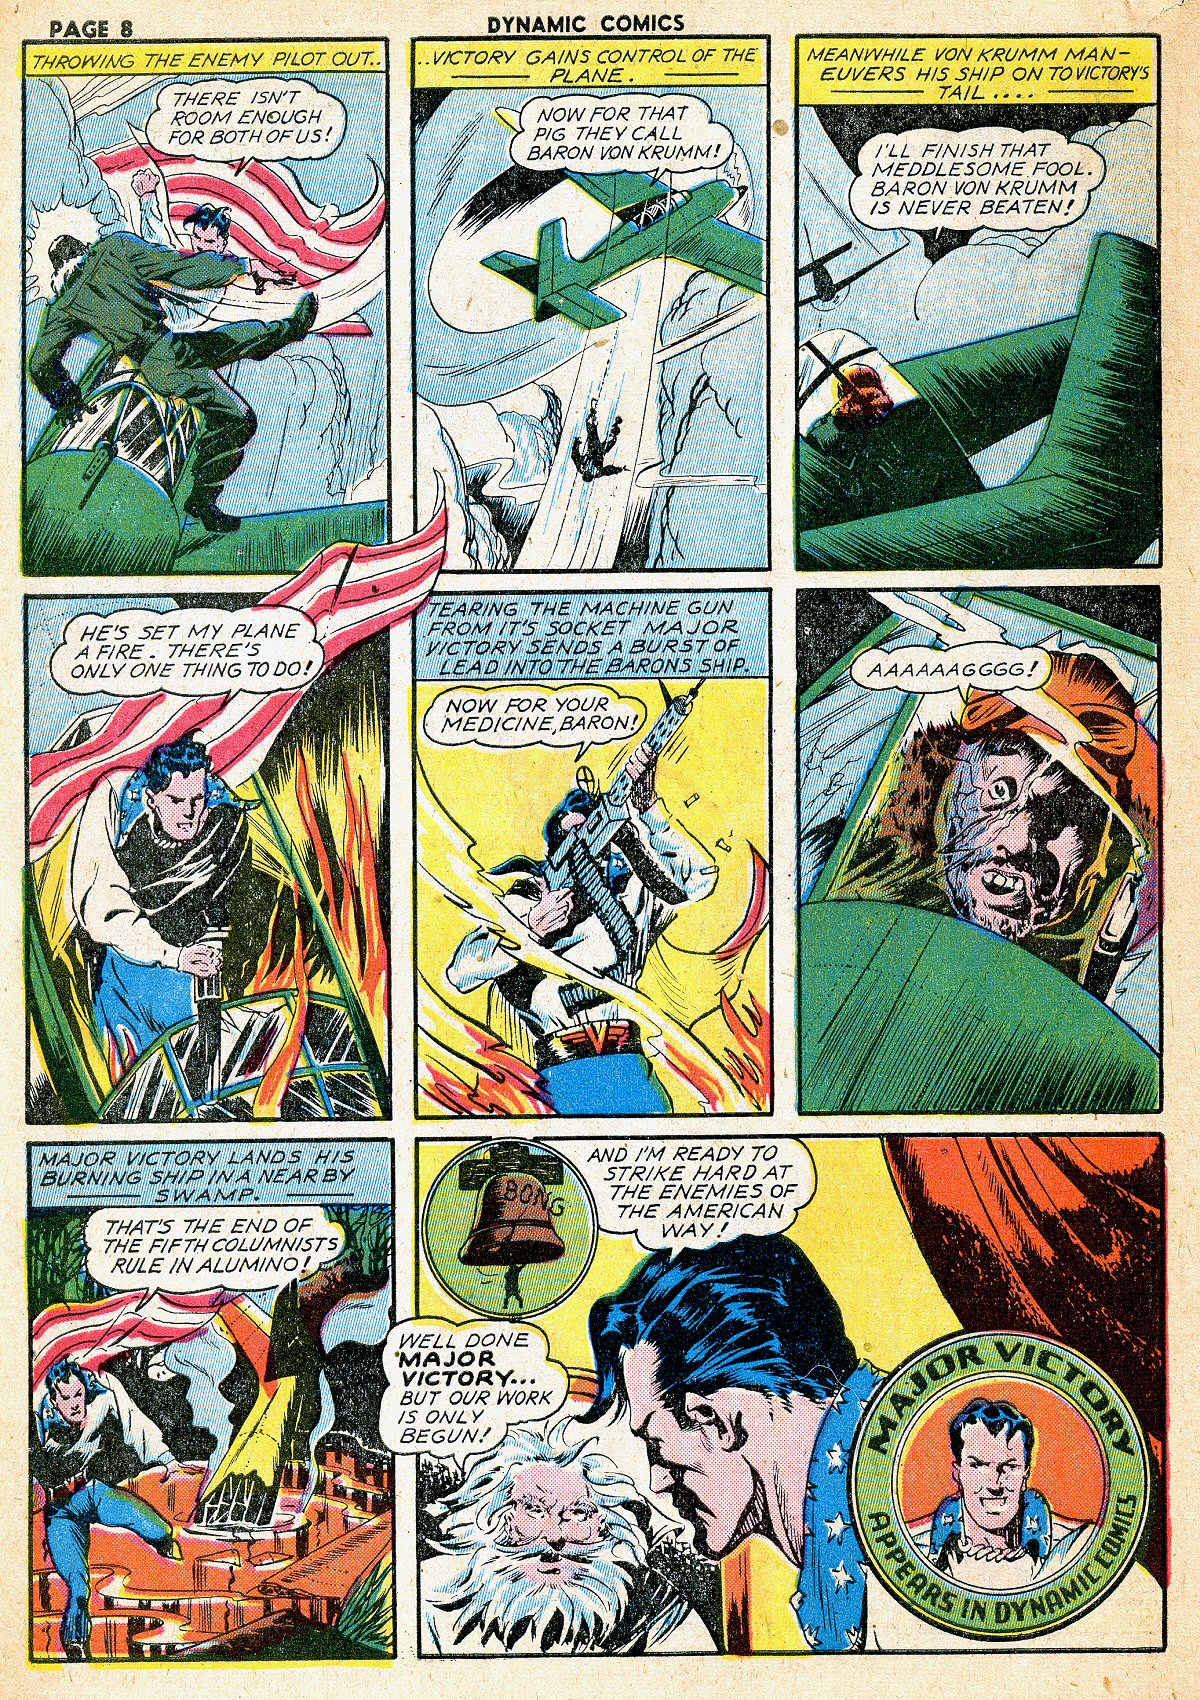 PAGE 8
DYNAMIC COMICS
THROWING THE ENEMY PILOT OUT..
THERE ISN'T
ROOM ENOUGH
FOR BOTH OF US!
..VICTORY GAINS CONTROL OF THE
PLANE.
NOW FOR THAT
PIG THEY CALL
BARON VON KRUMM!
MEANWHILE VON KRUMM MAN-
EUVERS HIS SHIP ON TO VICTORY'S
TAIL ....
I'LL FINISH THAT
MEDDLESOME FOOL.
BARON VON KRUMM
IS NEVER BEATEN!
HE'S SET MY PLANE
A FIRE. THERE'S
ONLY ONE THING TO DO!
TEARING THE MACHINE GUN
FROM IT'S SOCKET MAJOR
VICTORY SENDS A BURST OF
LEAD INTO THE BARONS SHIP.
NOW FOR YOUR
MEDICINE, BARON!
AAAAAAGGGG!
MAJOR VICTORY LANDS HIS
BURNING SHIP IN A NEAR BY
SWAMP.
THAT'S THE END OF
THE FIFTH COLUMNISTS
RULE IN ALUMINO!
BONG
AND I'M READY TO
STRIKE HARD AT
THE ENEMIES OF
THE AMERICAN
WAY!
WELL DONE
MAJOR
VICTORY...
BUT OUR WORK
IS ONLY
BEGUN!
MAJOR VICTORY
APPEARS IN DYNAMIC COMICS